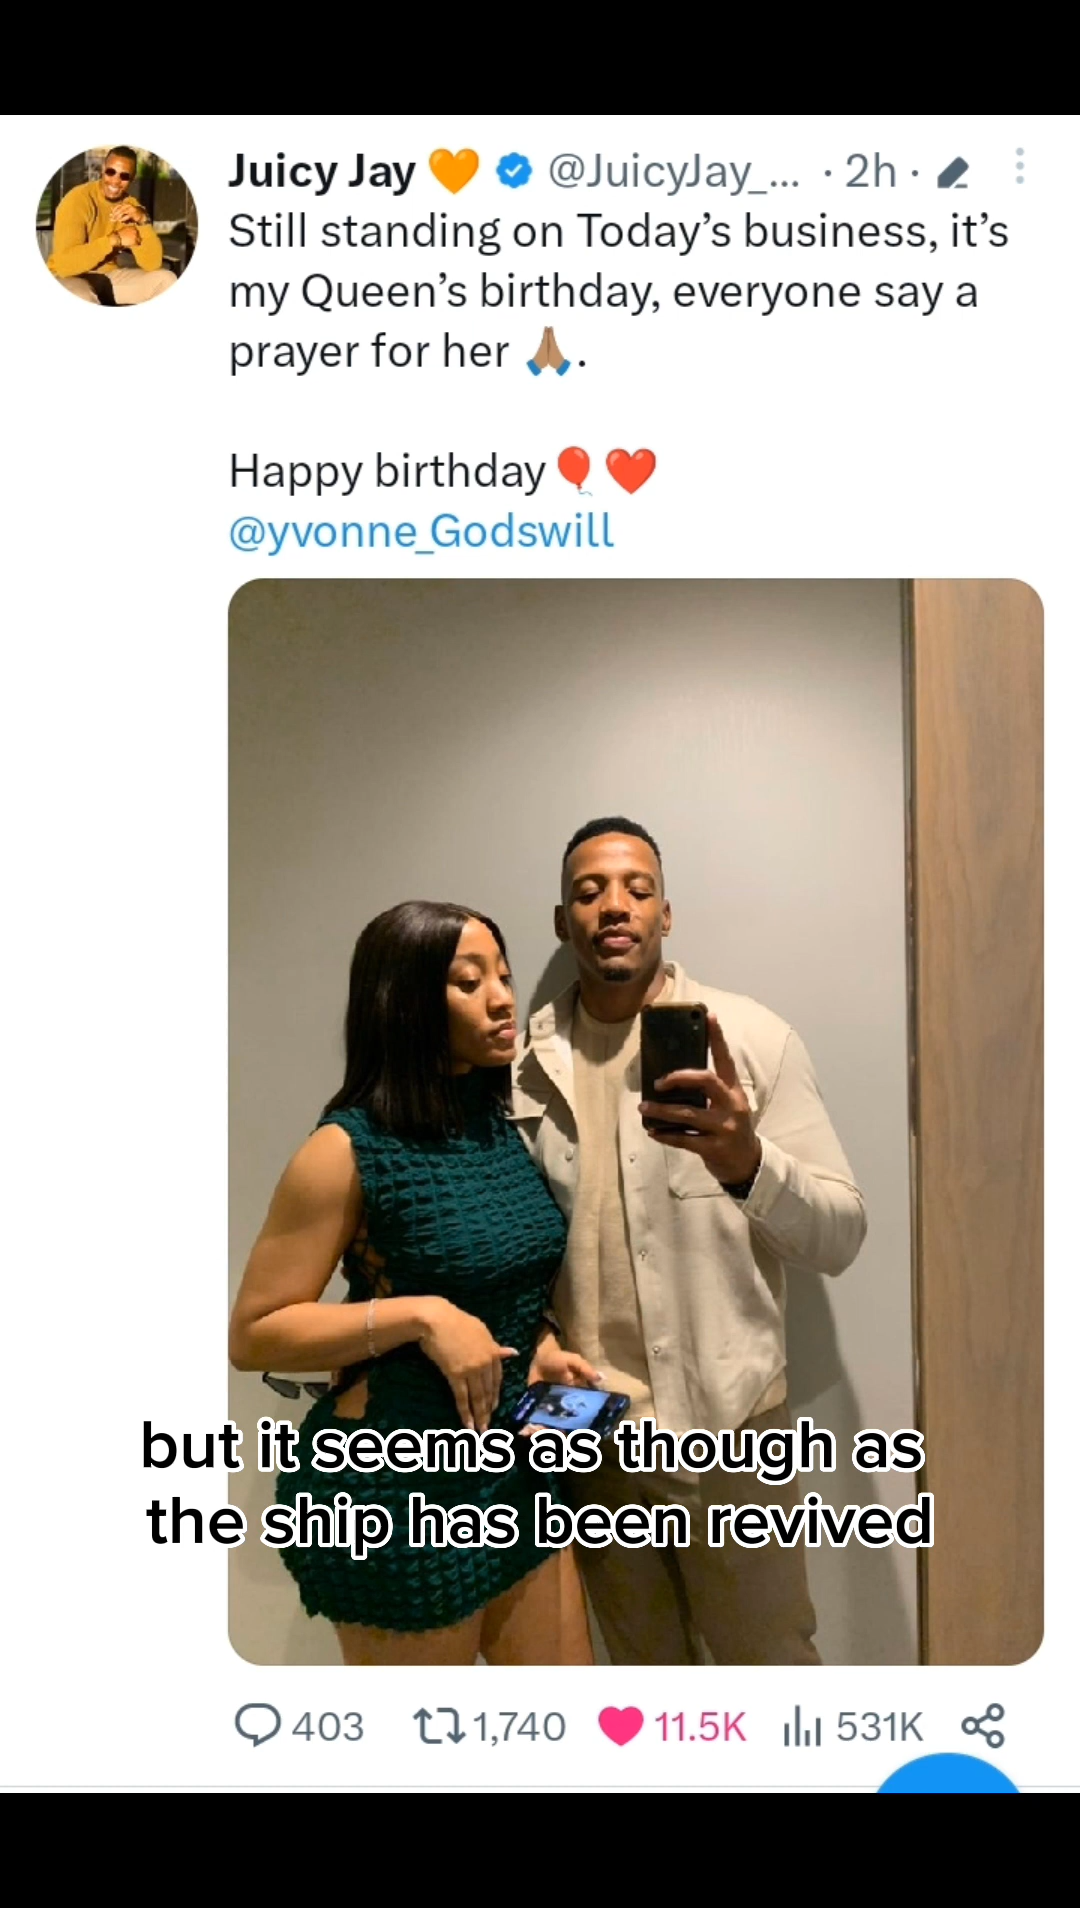 Juicy Jay 🧡 @JuicyJay_... · 2h ·
Still standing on Today’s business, it’s
my Queen’s birthday, everyone say a
prayer for her 🙏🏽.
Happy birthday🎈❤️
@yvonne_Godswill
but it seems as though as
the ship has been revived
403 1,740 11.5K 531K